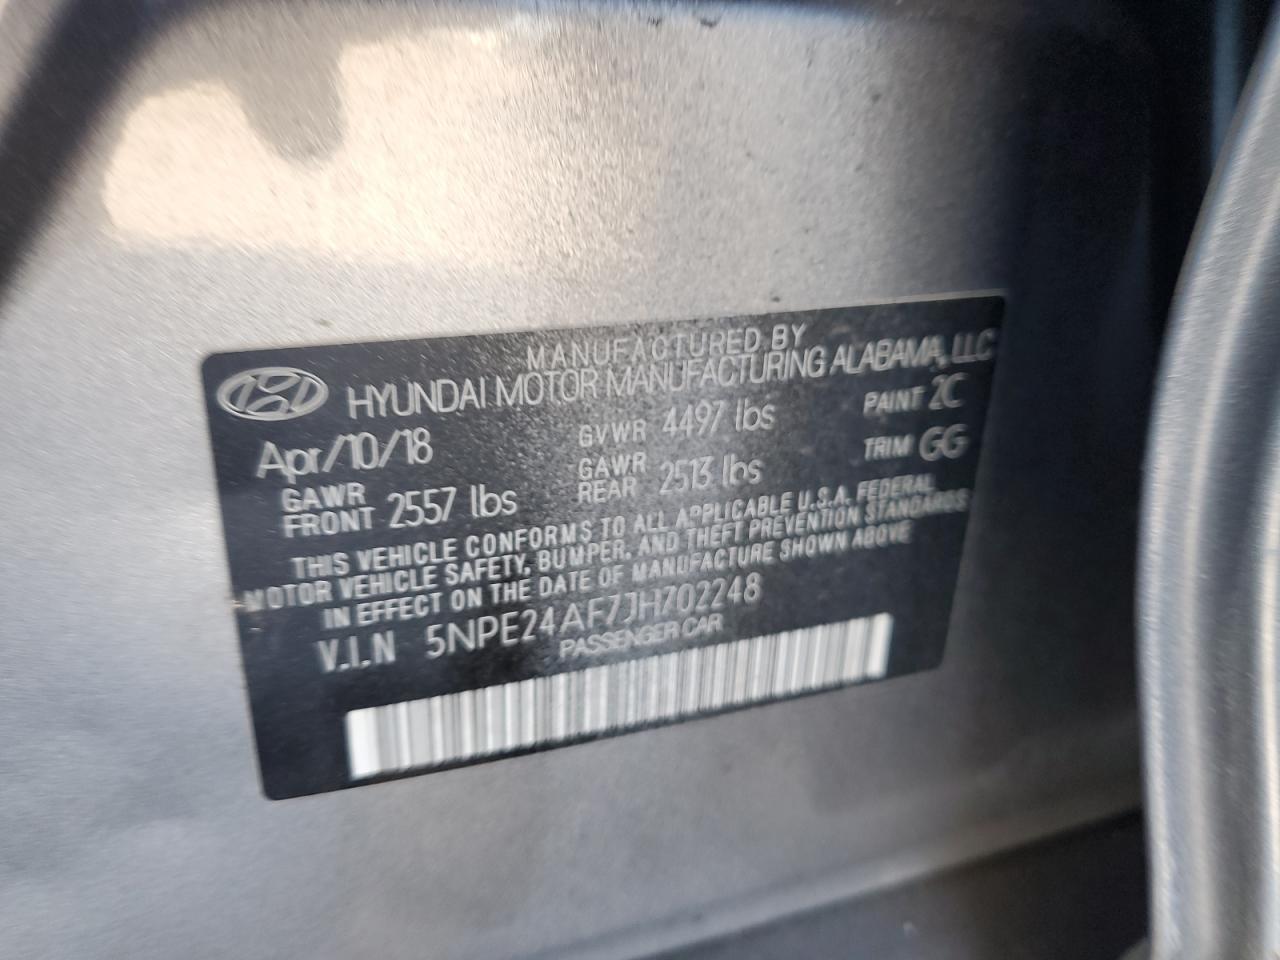 MANUFACTURED BY
HYUNDAI MOTOR MANUFACTURING ALABAMA, LLC
Apr/10/18 GVWR 4497 lbs PAINT 2C
GAWR FRONT 2557 lbs GAWR REAR 2513 lbs TRIM GG
THIS VEHICLE CONFORMS TO ALL APPLICABLE U.S.A. FEDERAL
MOTOR VEHICLE SAFETY, BUMPER, AND THEFT PREVENTION STANDARDS
IN EFFECT ON THE DATE OF MANUFACTURE SHOWN ABOVE
V.I.N 5NPE24AF7JH702248
PASSENGER CAR